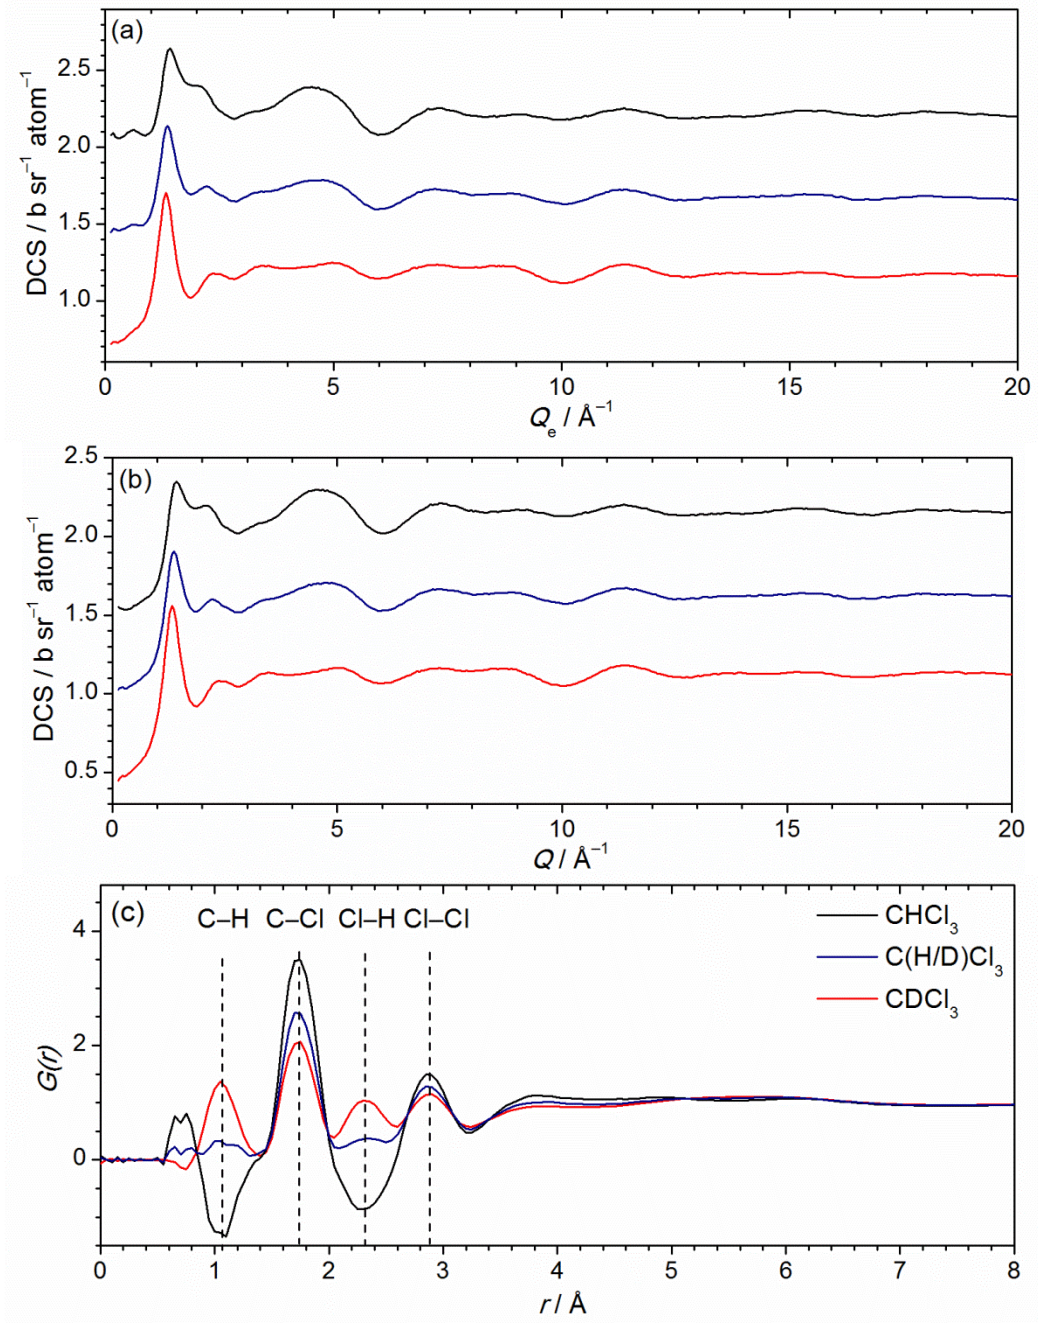 (a)
DCS / b sr⁻¹ atom⁻¹
2.5
2.0
1.5
1.0
0 5 10 15 20
Qₑ / Å⁻¹
(b)
DCS / b sr⁻¹ atom⁻¹
2.5
2.0
1.5
1.0
0.5
0 5 10 15 20
Q / Å⁻¹
(c)
C–H C–Cl Cl–H Cl–Cl
CHCl₃
C(H/D)Cl₃
CDCl₃
G(r)
4
2
0
0 1 2 3 4 5 6 7 8
r / Å